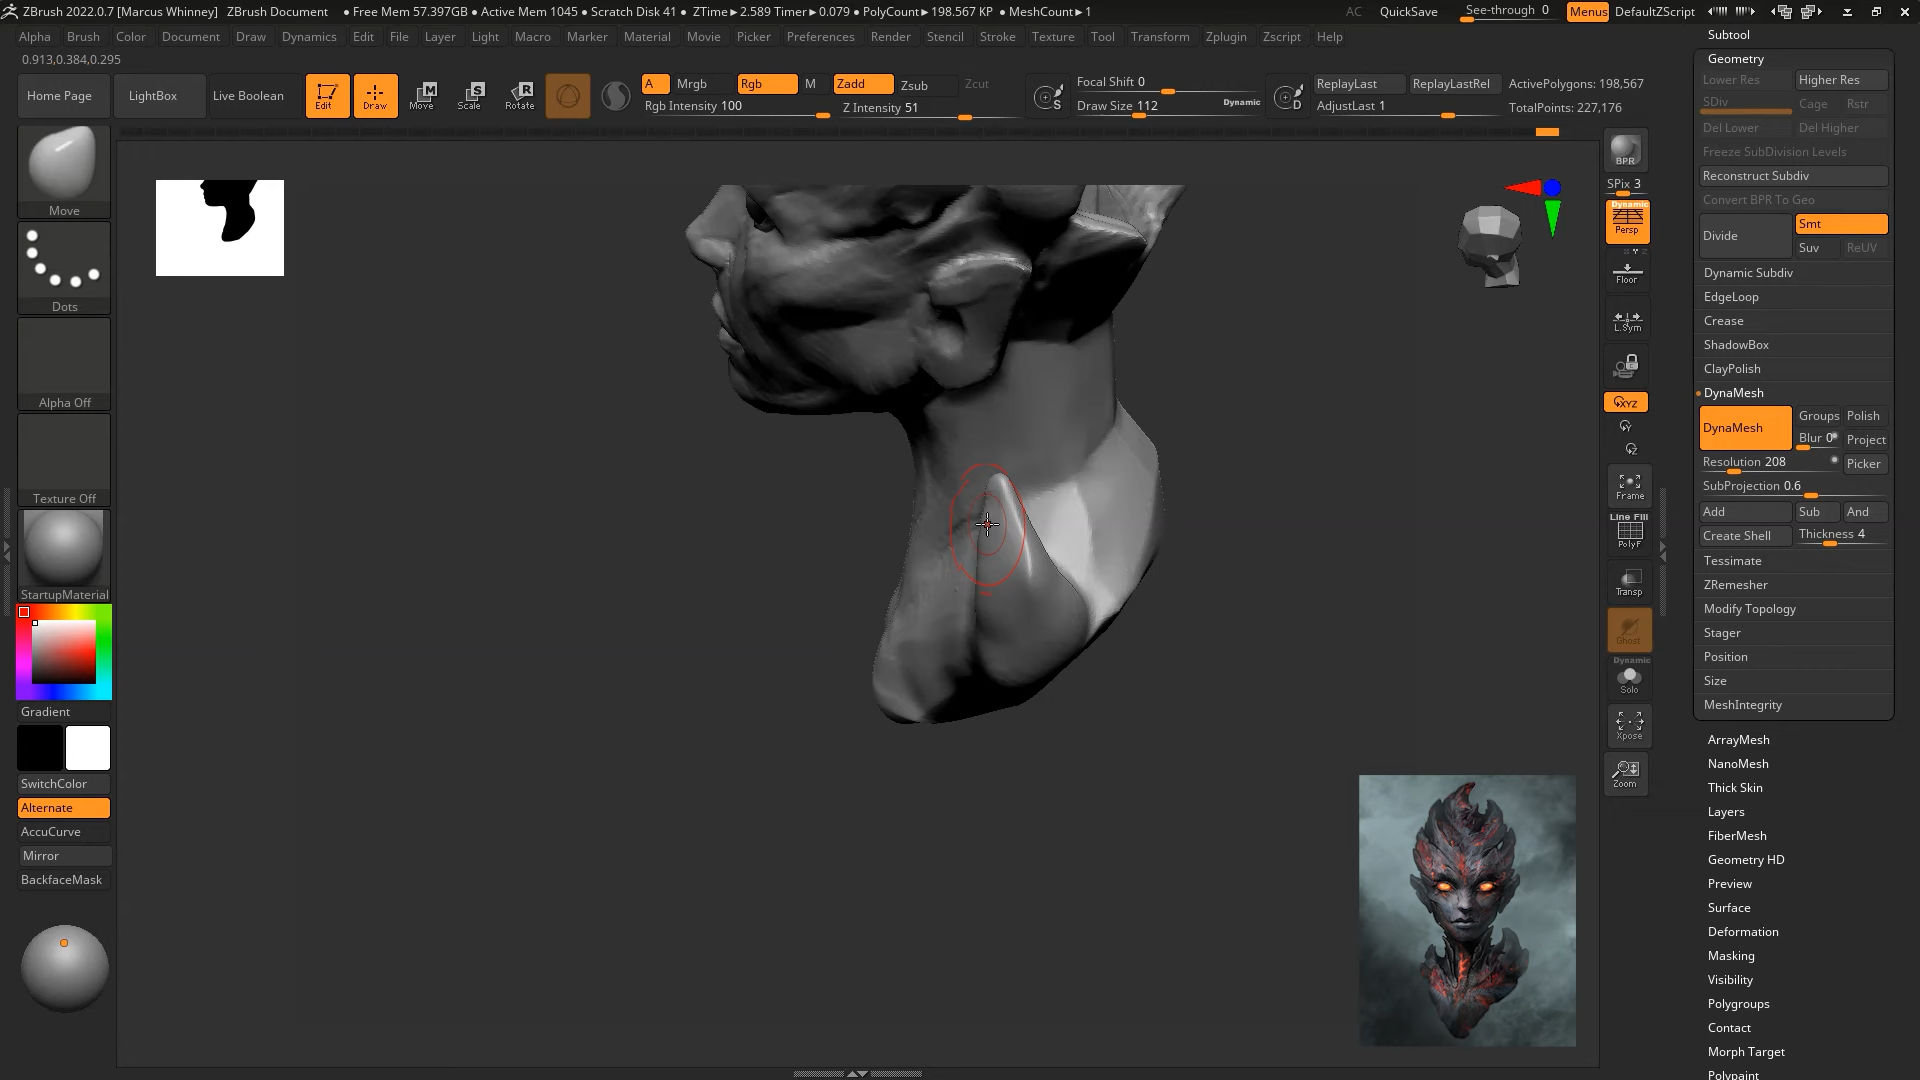 ZBrush 2022.0.7 [Marcus Whinney] ZBrush Document ● Free Mem 57.397GB ● Active Mem 1045 ● Scratch Disk 41 ● ZTime►2.589 Timer►0.079 ● PolyCount►198.567 KP ● MeshCount►1 AC QuickSave See-through 0 Menus DefaultZScript
Alpha Brush Color Document Draw Dynamics Edit File Layer Light Macro Marker Material Movie Picker Preferences Render Stencil Stroke Texture Tool Transform Zplugin Zscript Help
0.913,0.384,0.295
Home Page LightBox Live Boolean Edit Draw Move Scale Rotate
M S R
A Mrgb Rgb M Zadd Zsub Zcut
Rgb Intensity 100 Z Intensity 51
S
Focal Shift 0
Draw Size 112 Dynamic
D
ReplayLast ReplayLastRel
AdjustLast 1
ActivePolygons: 198,567
TotalPoints: 227,176
Move
Dots
Alpha Off
Texture Off
StartupMaterial
Gradient
SwitchColor
Alternate
AccuCurve
Mirror
BackfaceMask
BPR
SPix 3
Dynamic
Persp
Floor
L.Sym
XYZ
Y
Z
Frame
Line Fill
PolyF
Transp
Ghost
Dynamic
Solo
Xpose
Zoom
Subtool
Geometry
Lower Res Higher Res
SDiv Cage Rstr
Del Lower Del Higher
Freeze SubDivision Levels
Reconstruct Subdiv
Convert BPR To Geo
Divide Smt
Suv ReUV
Dynamic Subdiv
EdgeLoop
Crease
ShadowBox
ClayPolish
DynaMesh
DynaMesh Groups Polish
Blur 0 Project
Resolution 208 Picker
SubProjection 0.6
Add Sub And
Create Shell Thickness 4
Tessimate
ZRemesher
Modify Topology
Stager
Position
Size
MeshIntegrity
ArrayMesh
NanoMesh
Thick Skin
Layers
FiberMesh
Geometry HD
Preview
Surface
Deformation
Masking
Visibility
Polygroups
Contact
Morph Target
Polypaint